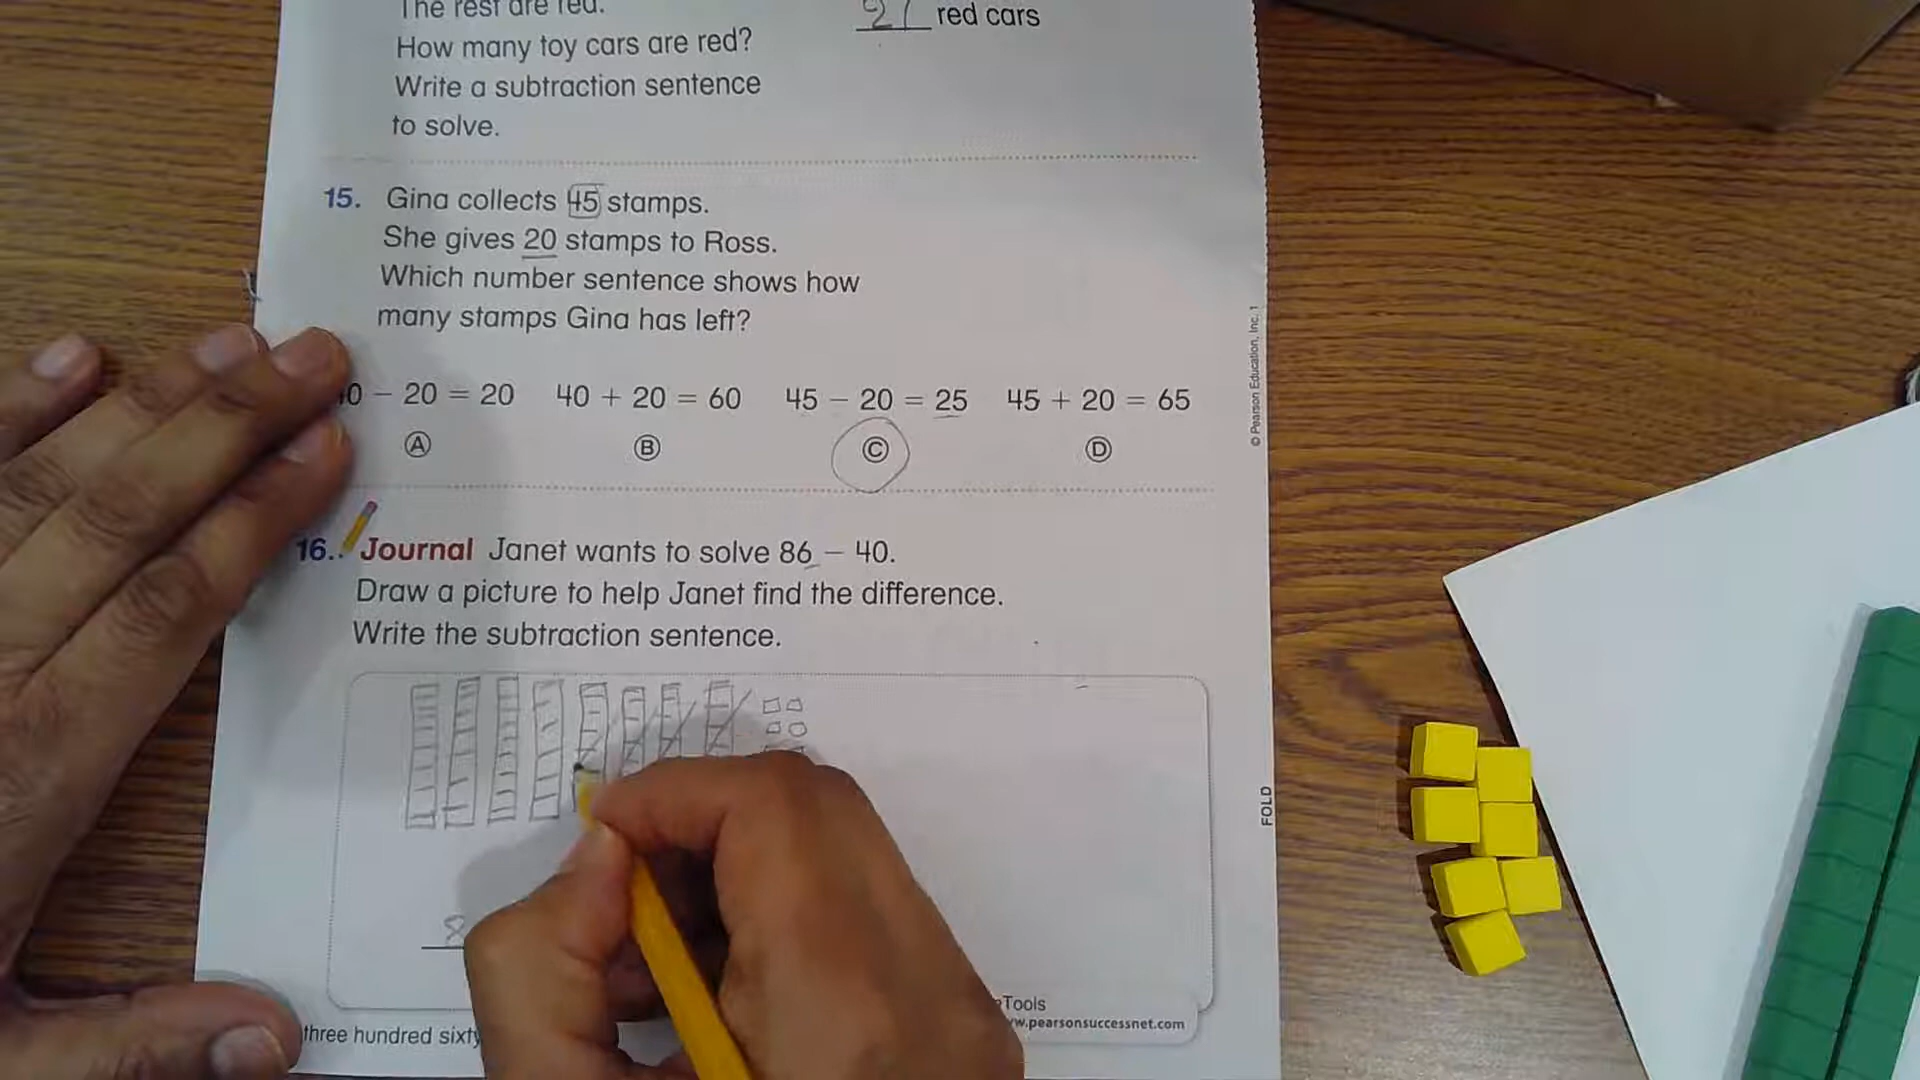 The rest are red.
21 red cars
How many toy cars are red?
Write a subtraction sentence
to solve.
15. Gina collects 45 stamps.
She gives 20 stamps to Ross.
Which number sentence shows how
many stamps Gina has left?
0 − 20 = 20 40 + 20 = 60 45 − 20 = 25 45 + 20 = 65
A B C D
16. Journal Janet wants to solve 86 − 40.
Draw a picture to help Janet find the difference.
Write the subtraction sentence.
8
Tools
w.pearsonsuccessnet.com
three hundred sixty
© Pearson Education, Inc. 1
FOLD